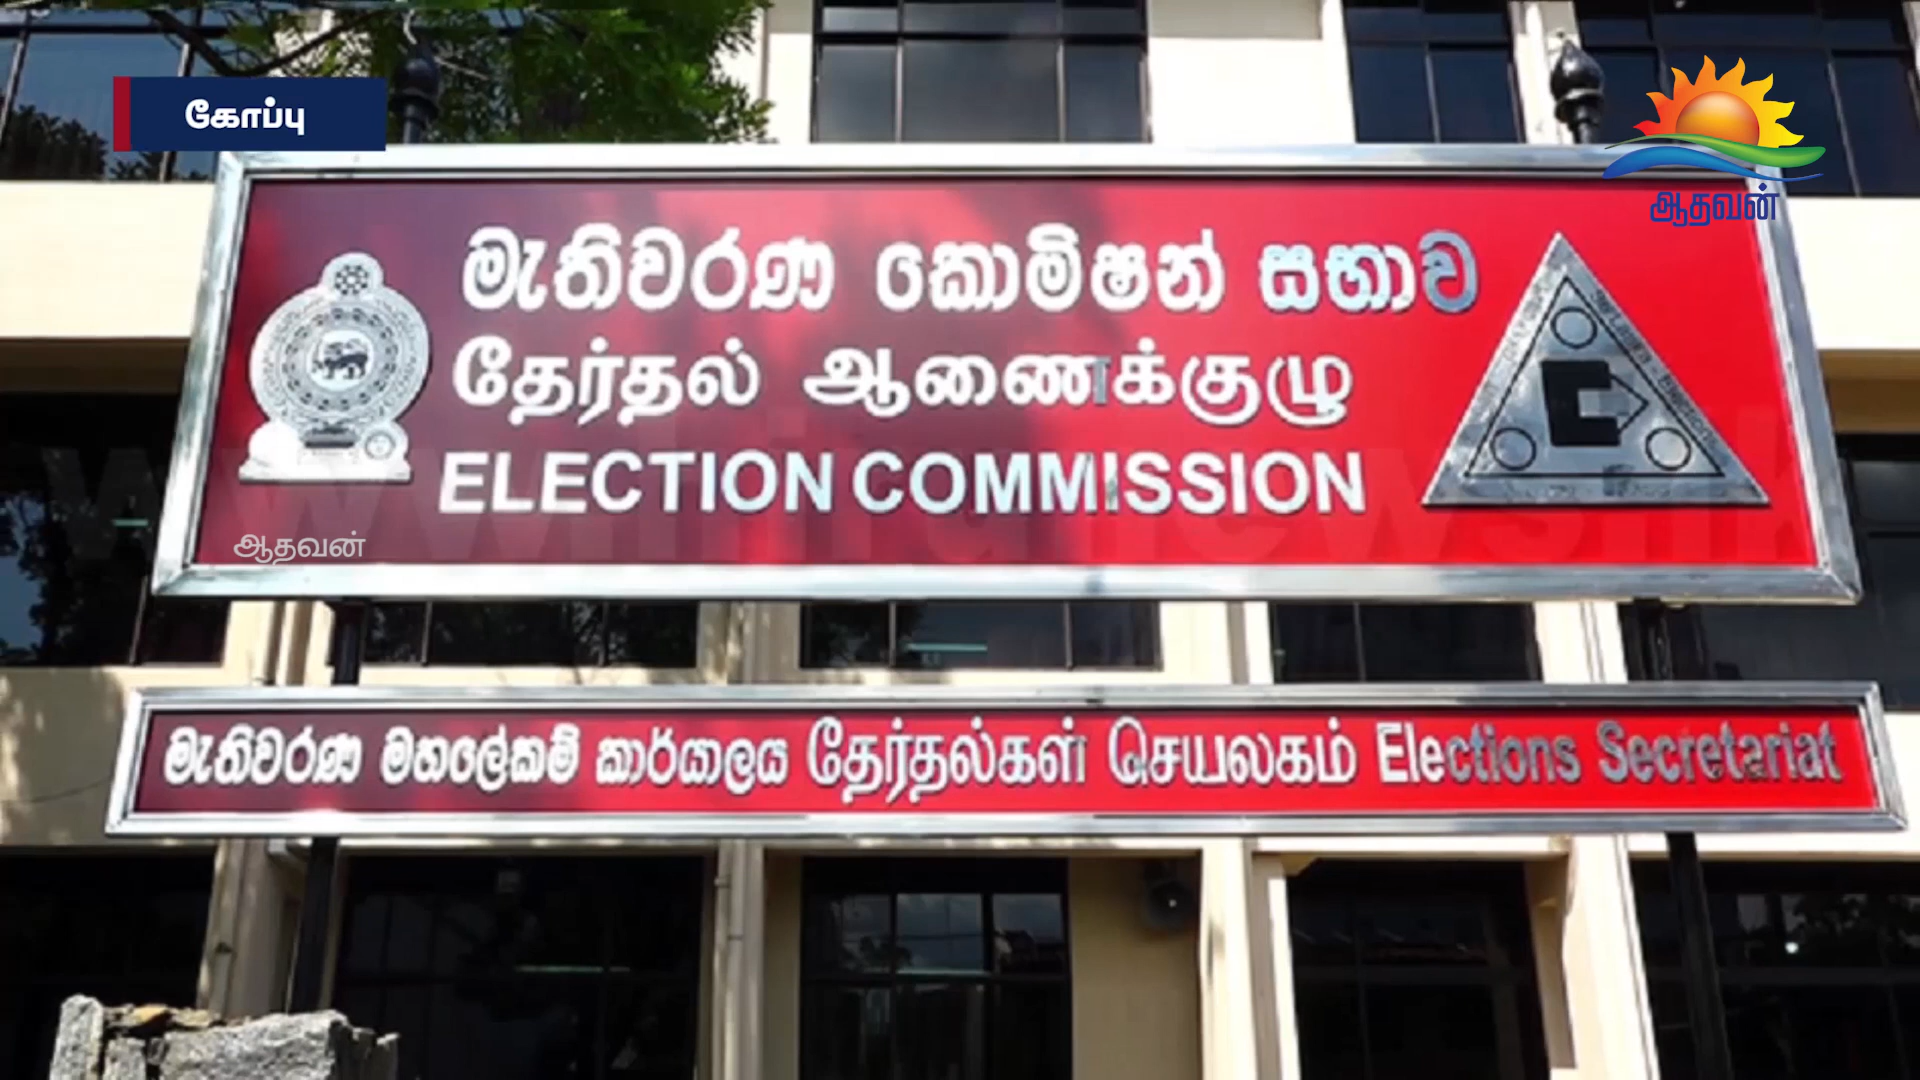 கோப்பு
ஆதவன்
මැතිවරණ කොමිෂන් සභාව
தேர்தல் ஆணைக்குழு
ELECTION COMMISSION
ஆதவன்
මැතිවරණ මහලේකම් කාර්යාලය தேர்தல்கள் செயலகம் Elections Secretariat